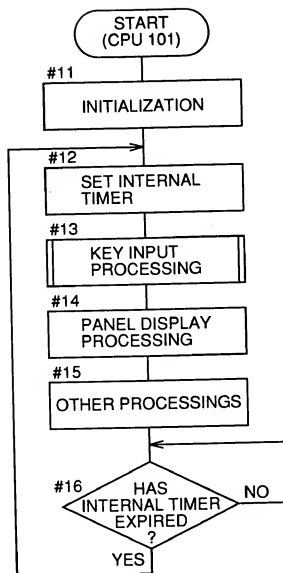 START
(CPU 101)
#11
INITIALIZATION
#12
SET INTERNAL
TIMER
#13
KEY INPUT
PROCESSING
#14
PANEL DISPLAY
PROCESSING
#15
OTHER PROCESSINGS
#16
HAS
INTERNAL TIMER
EXPIRED
?
NO
YES